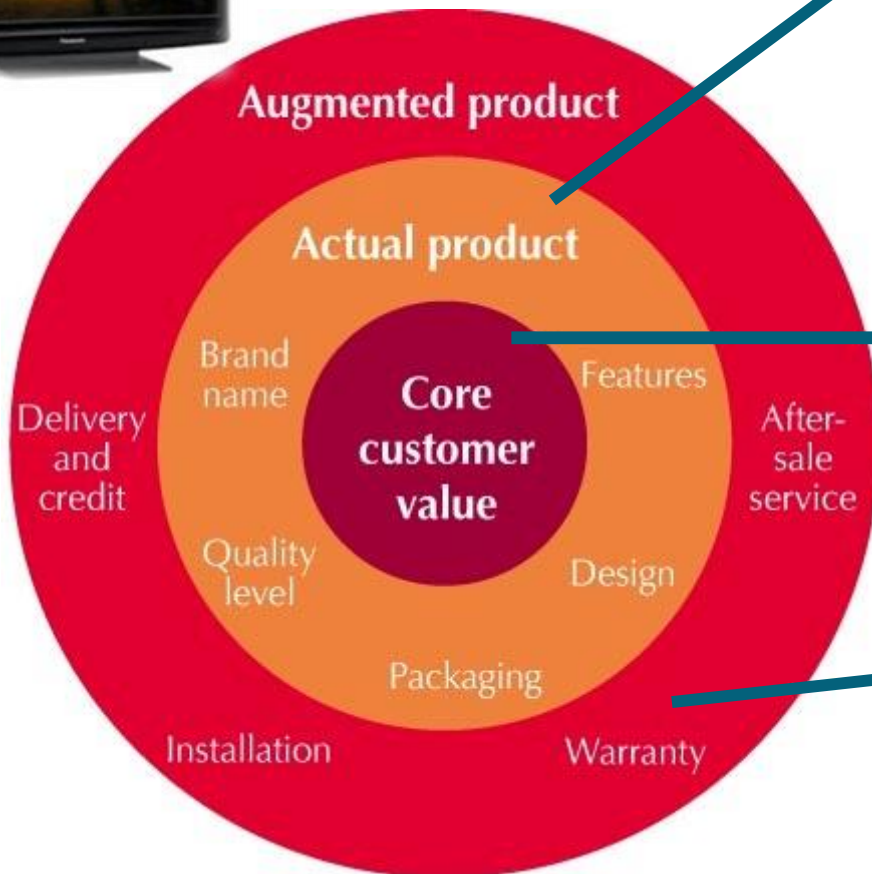 Panasonic
Augmented product
Actual product
Brand
name
Features
Core
customer
value
Delivery
and
credit
After-
sale
service
Quality
level
Design
Packaging
Installation
Warranty